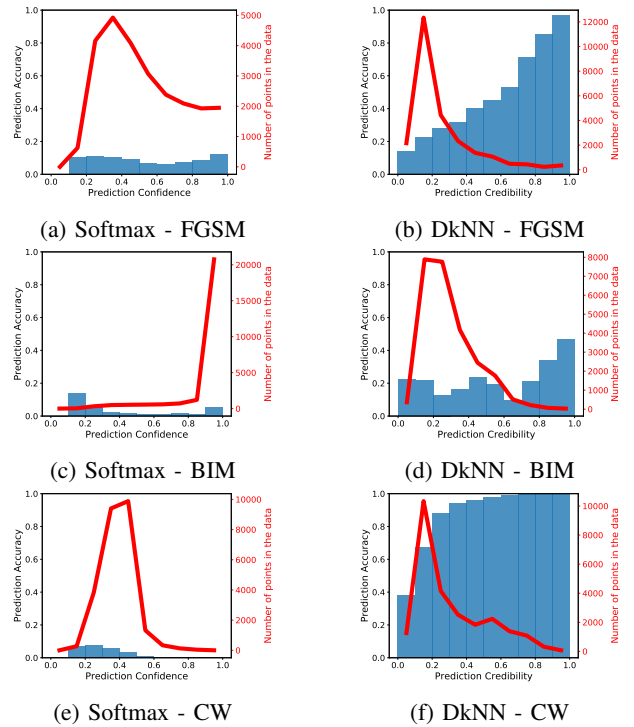 1.0
0.8
0.6
0.4
0.2
0.0
Prediction Accuracy
0.0 0.2 0.4 0.6 0.8 1.0
Prediction Confidence
5000
4000
3000
2000
1000
0
Number of points in the data
(a) Softmax - FGSM
1.0
0.8
0.6
0.4
0.2
0.0
Prediction Accuracy
0.0 0.2 0.4 0.6 0.8 1.0
Prediction Credibility
12000
10000
8000
6000
4000
2000
0
Number of points in the data
(b) DkNN - FGSM
1.0
0.8
0.6
0.4
0.2
0.0
Prediction Accuracy
0.0 0.2 0.4 0.6 0.8 1.0
Prediction Confidence
20000
15000
10000
5000
0
Number of points in the data
(c) Softmax - BIM
1.0
0.8
0.6
0.4
0.2
0.0
Prediction Accuracy
0.0 0.2 0.4 0.6 0.8 1.0
Prediction Credibility
8000
7000
6000
5000
4000
3000
2000
1000
0
Number of points in the data
(d) DkNN - BIM
1.0
0.8
0.6
0.4
0.2
0.0
Prediction Accuracy
0.0 0.2 0.4 0.6 0.8 1.0
Prediction Confidence
10000
8000
6000
4000
2000
0
Number of points in the data
(e) Softmax - CW
1.0
0.8
0.6
0.4
0.2
0.0
Prediction Accuracy
0.0 0.2 0.4 0.6 0.8 1.0
Prediction Credibility
10000
8000
6000
4000
2000
0
Number of points in the data
(f) DkNN - CW